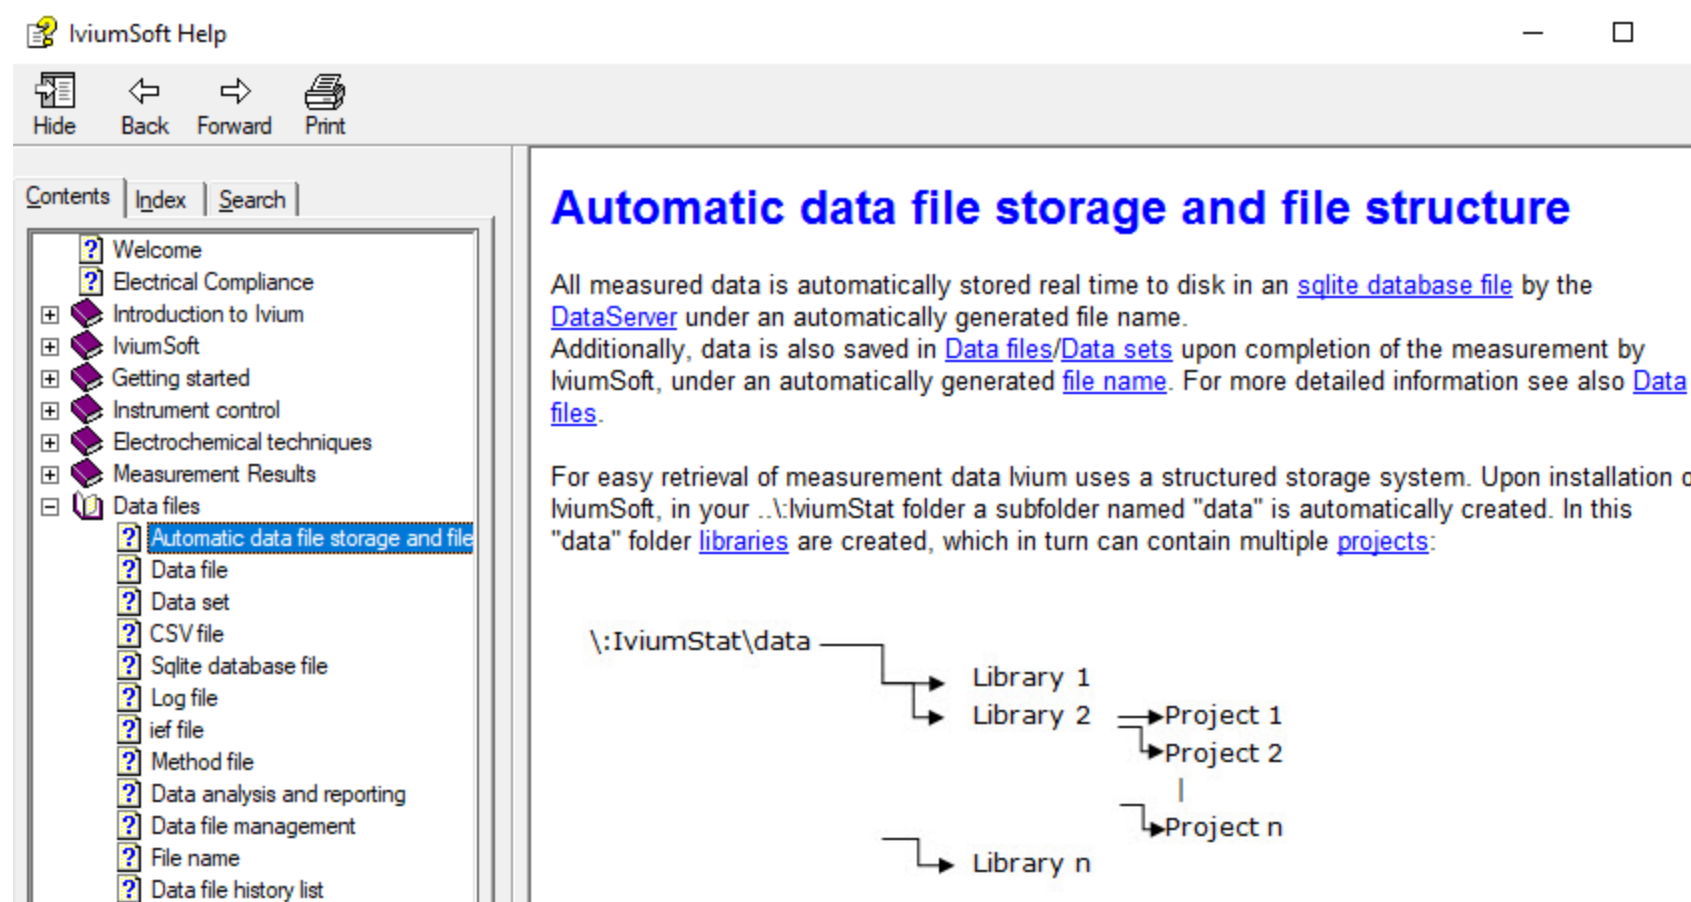 IviumSoft Help
Hide Back Forward Print
Contents Index Search
Welcome
Electrical Compliance
Introduction to Ivium
IviumSoft
Getting started
Instrument control
Electrochemical techniques
Measurement Results
Data files
Automatic data file storage and file
Data file
Data set
CSV file
Sqlite database file
Log file
ief file
Method file
Data analysis and reporting
Data file management
File name
Data file history list
Automatic data file storage and file structure
All measured data is automatically stored real time to disk in an sqlite database file by the
DataServer under an automatically generated file name.
Additionally, data is also saved in Data files/Data sets upon completion of the measurement by
IviumSoft, under an automatically generated file name. For more detailed information see also Data
files.
For easy retrieval of measurement data Ivium uses a structured storage system. Upon installation
IviumSoft, in your ..\:IviumStat folder a subfolder named "data" is automatically created. In this
"data" folder libraries are created, which in turn can contain multiple projects:
\:IviumStat\data
Library 1
Library 2 Project 1
Project 2
|
Project n
Library n